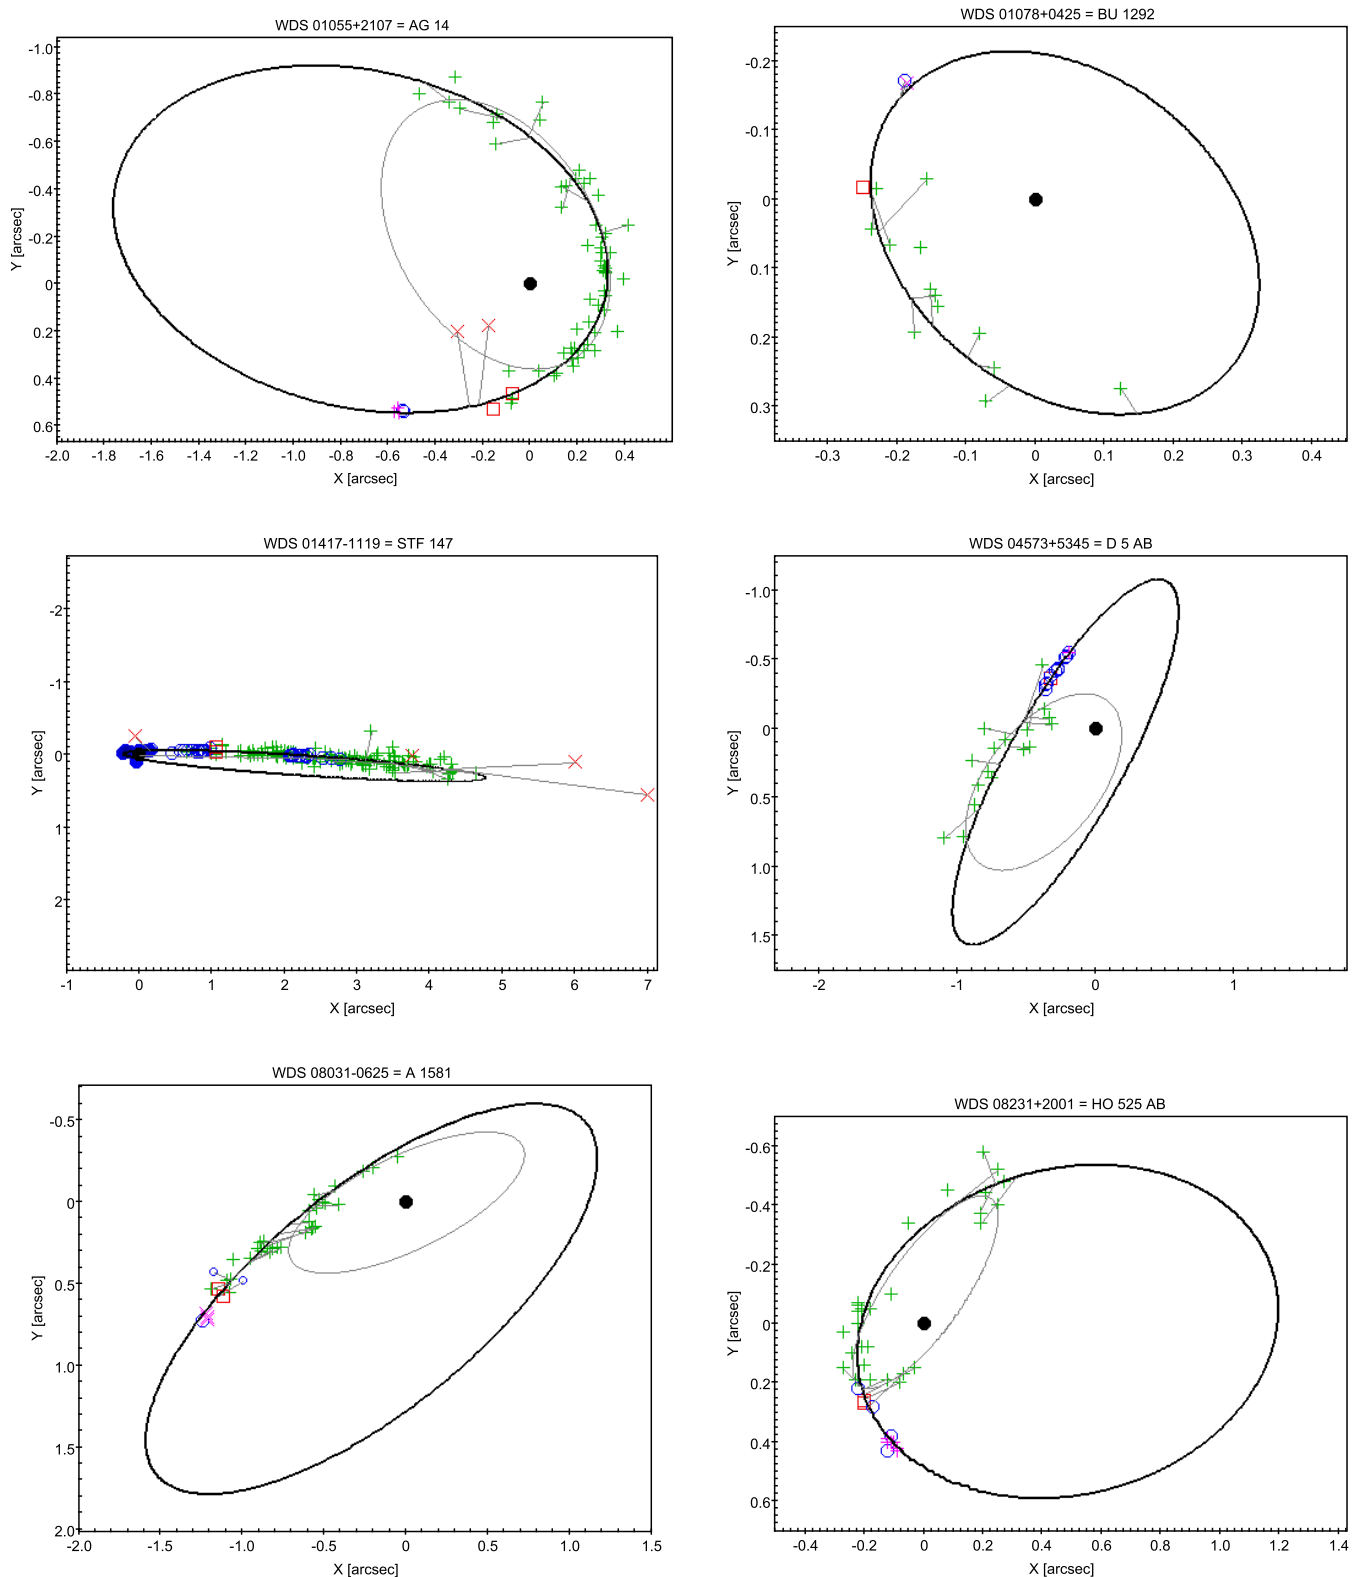 WDS 01055+2107 = AG 14
Y [arcsec]
-1.0
-0.8
-0.6
-0.4
-0.2
0
0.2
0.4
0.6
-2.0 -1.8 -1.6 -1.4 -1.2 -1.0 -0.8 -0.6 -0.4 -0.2 0 0.2 0.4
X [arcsec]
WDS 01078+0425 = BU 1292
Y [arcsec]
-0.2
-0.1
0
0.1
0.2
0.3
-0.3 -0.2 -0.1 0 0.1 0.2 0.3 0.4
X [arcsec]
WDS 01417-1119 = STF 147
Y [arcsec]
-2
-1
0
1
2
-1 0 1 2 3 4 5 6 7
X [arcsec]
WDS 04573+5345 = D 5 AB
Y [arcsec]
-1.0
-0.5
0
0.5
1.0
1.5
-2 -1 0 1
X [arcsec]
WDS 08031-0625 = A 1581
Y [arcsec]
-0.5
0
0.5
1.0
1.5
2.0
-2.0 -1.5 -1.0 -0.5 0 0.5 1.0 1.5
X [arcsec]
WDS 08231+2001 = HO 525 AB
Y [arcsec]
-0.6
-0.4
-0.2
0
0.2
0.4
0.6
-0.4 -0.2 0 0.2 0.4 0.6 0.8 1.0 1.2 1.4
X [arcsec]